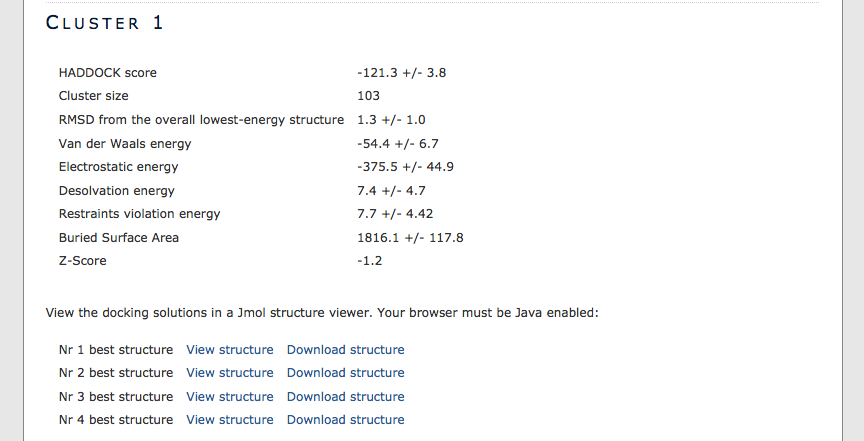 CLUSTER 1
HADDOCK score -121.3 +/- 3.8
Cluster size 103
RMSD from the overall lowest-energy structure 1.3 +/- 1.0
Van der Waals energy -54.4 +/- 6.7
Electrostatic energy -375.5 +/- 44.9
Desolvation energy 7.4 +/- 4.7
Restraints violation energy 7.7 +/- 4.42
Buried Surface Area 1816.1 +/- 117.8
Z-Score -1.2
View the docking solutions in a Jmol structure viewer. Your browser must be Java enabled:
Nr 1 best structure View structure Download structure
Nr 2 best structure View structure Download structure
Nr 3 best structure View structure Download structure
Nr 4 best structure View structure Download structure